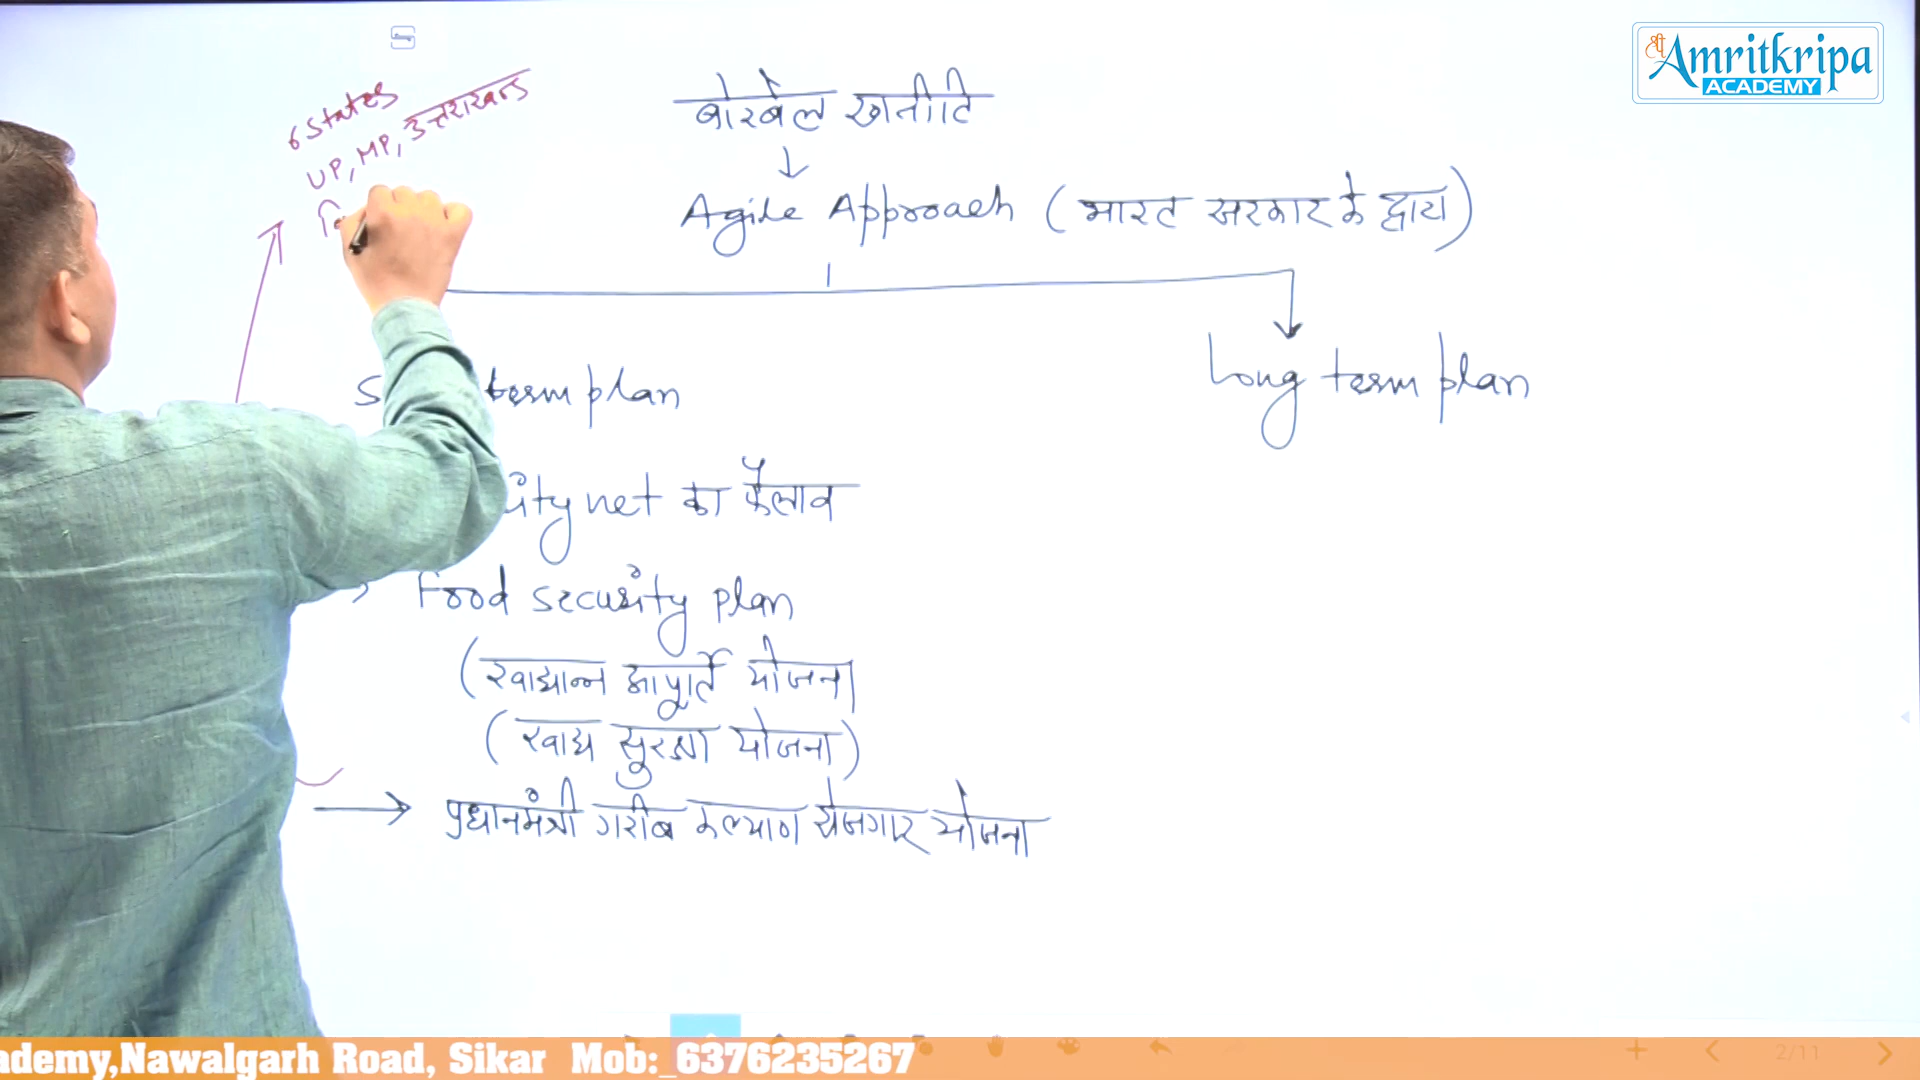 श्री Amritkripa
ACADEMY
6 States
UP, MP, उत्तराखण्ड
बारबेल रणनीति
Agile Approach (भारत सरकार के द्वारा)
term plan
Long term plan
net का फैलाव
Food security plan
(खाद्यान्न आपूर्ति योजना
(खाद्य सुरक्षा योजना)
प्रधानमंत्री गरीब कल्याण रोजगार योजना
ademy,Nawalgarh Road, Sikar Mob: 6376235267
2/11